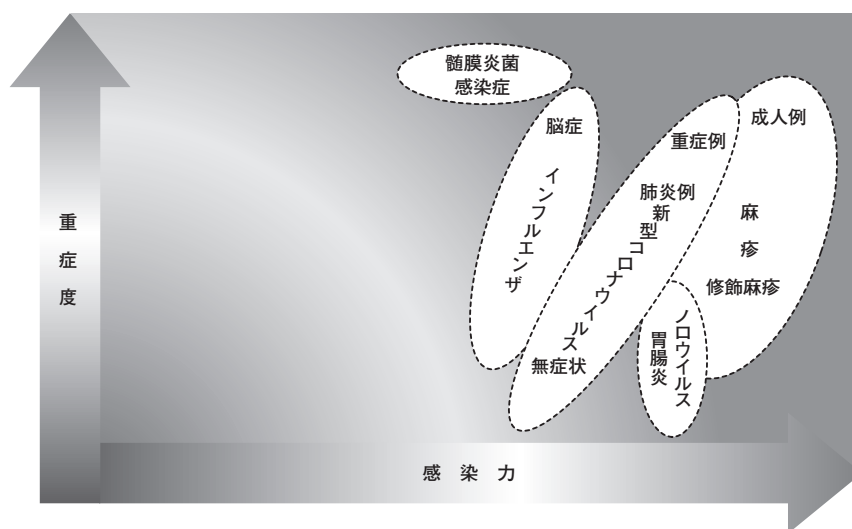 髄膜炎菌
感染症
脳症
インフルエンザ
重症例
肺炎例
新型コロナウイルス
無症状
成人例
麻疹
修飾麻疹
ノロウイルス
胃腸炎
重症度
感染力